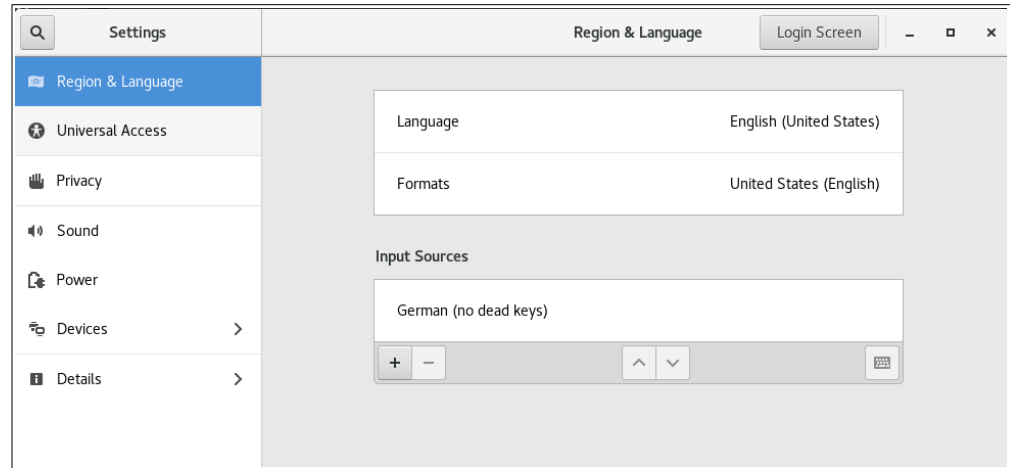 Settings
Region & Language
Login Screen
Region & Language
Universal Access
Privacy
Sound
Power
Devices
Details
Language
English (United States)
Formats
United States (English)
Input Sources
German (no dead keys)